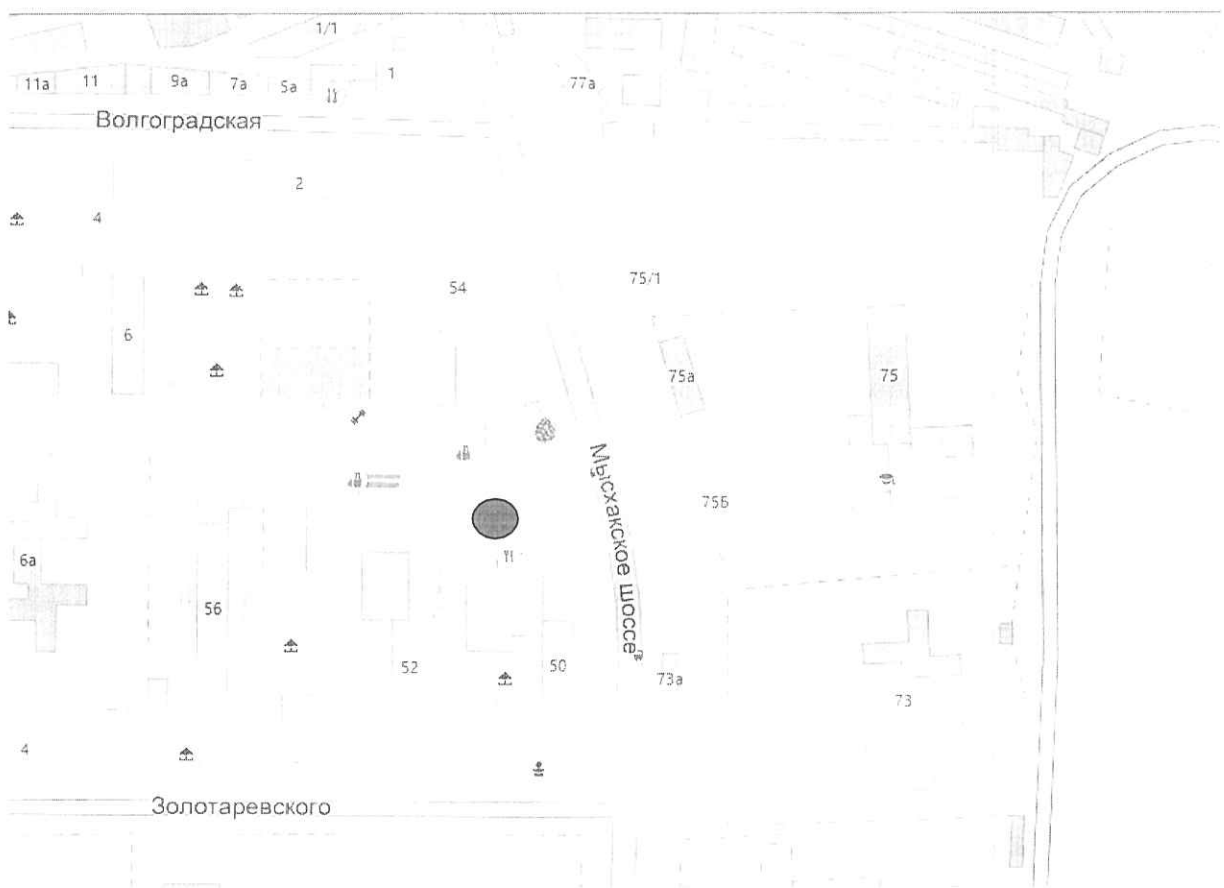 1/1
11а 11 9а 7а 5а 1 77а
Волгоградская
2
4
54 75/1
6
75а 75
Мысхакское шоссе
75Б
6а
56
52 50 73а
73
4
Золотаревского